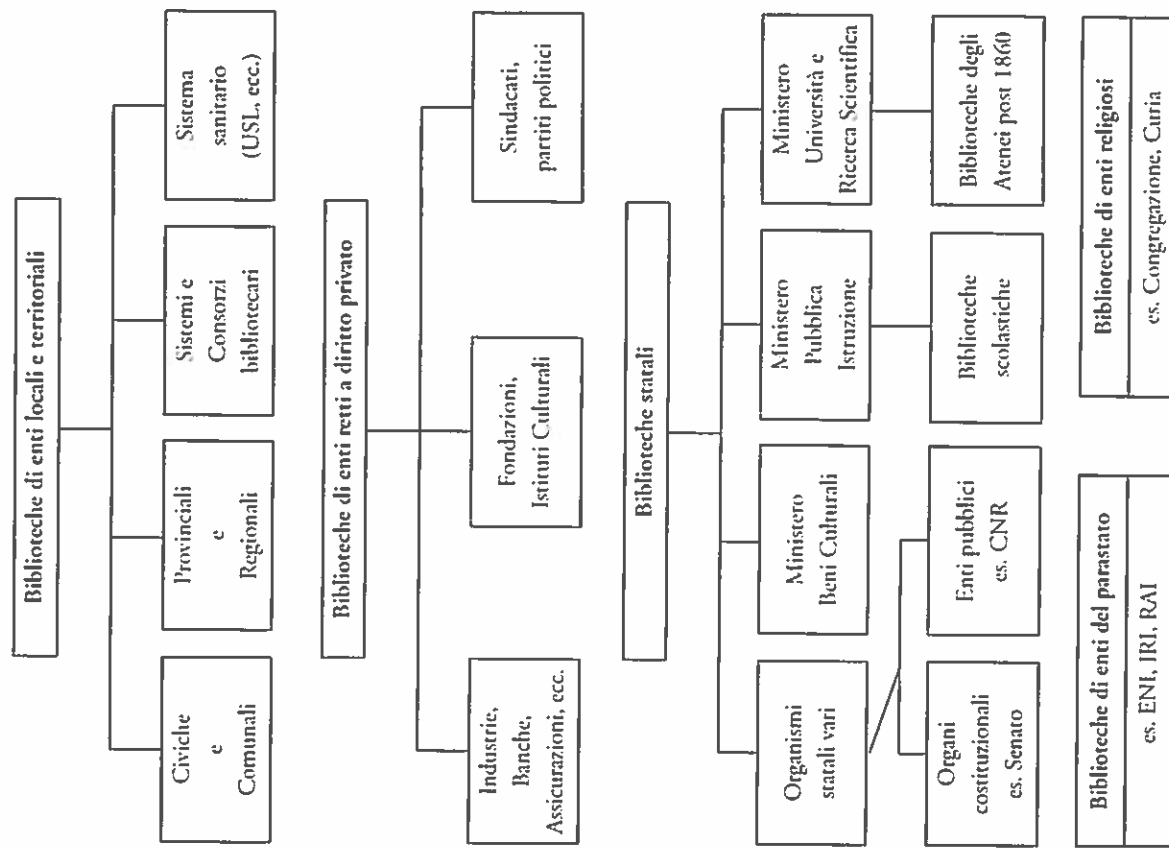 Biblioteche di enti locali e territoriali
Civiche
e
Comunali
Provinciali
e
Regionali
Sistemi e
Consorzi
bibliotecari
Sistema
sanitario
(USL, ecc.)
Biblioteche di enti retti a diritto privato
Industrie,
Banche,
Assicurazioni, ecc.
Fondazioni,
Istituti Culturali
Sindacati,
partiti politici
Biblioteche statali
Organismi
statali vari
Ministero
Beni Culturali
Ministero
Pubblica
Istruzione
Ministero
Università e
Ricerca Scientifica
Organi
costituzionali
es. Senato
Enti pubblici
es. CNR
Biblioteche
scolastiche
Biblioteche degli
Atenei post 1860
Biblioteche di enti del parastato
es. ENI, IRI, RAI
Biblioteche di enti religiosi
es. Congregazione, Curia